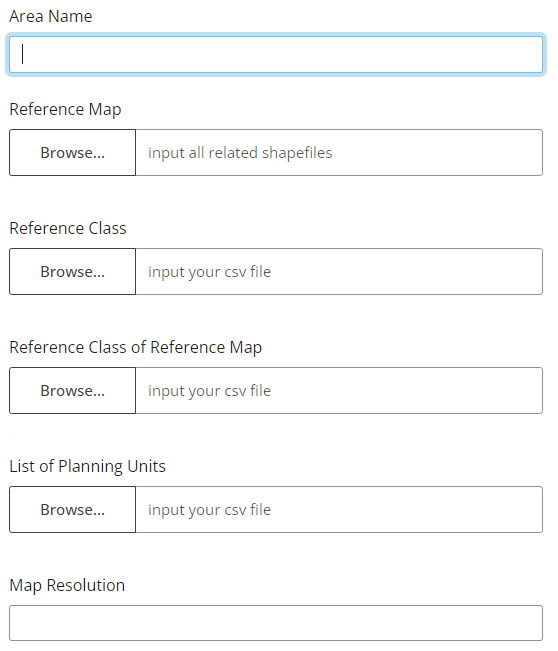 Area Name
Reference Map
Browse... input all related shapefiles
Reference Class
Browse... input your csv file
Reference Class of Reference Map
Browse... input your csv file
List of Planning Units
Browse... input your csv file
Map Resolution